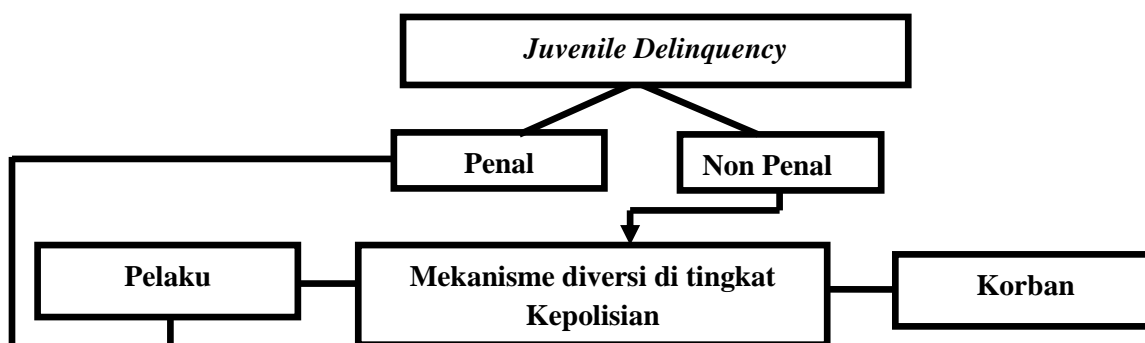 Juvenile Delinquency
Penal
Non Penal
Pelaku
Mekanisme diversi di tingkat
Kepolisian
Korban